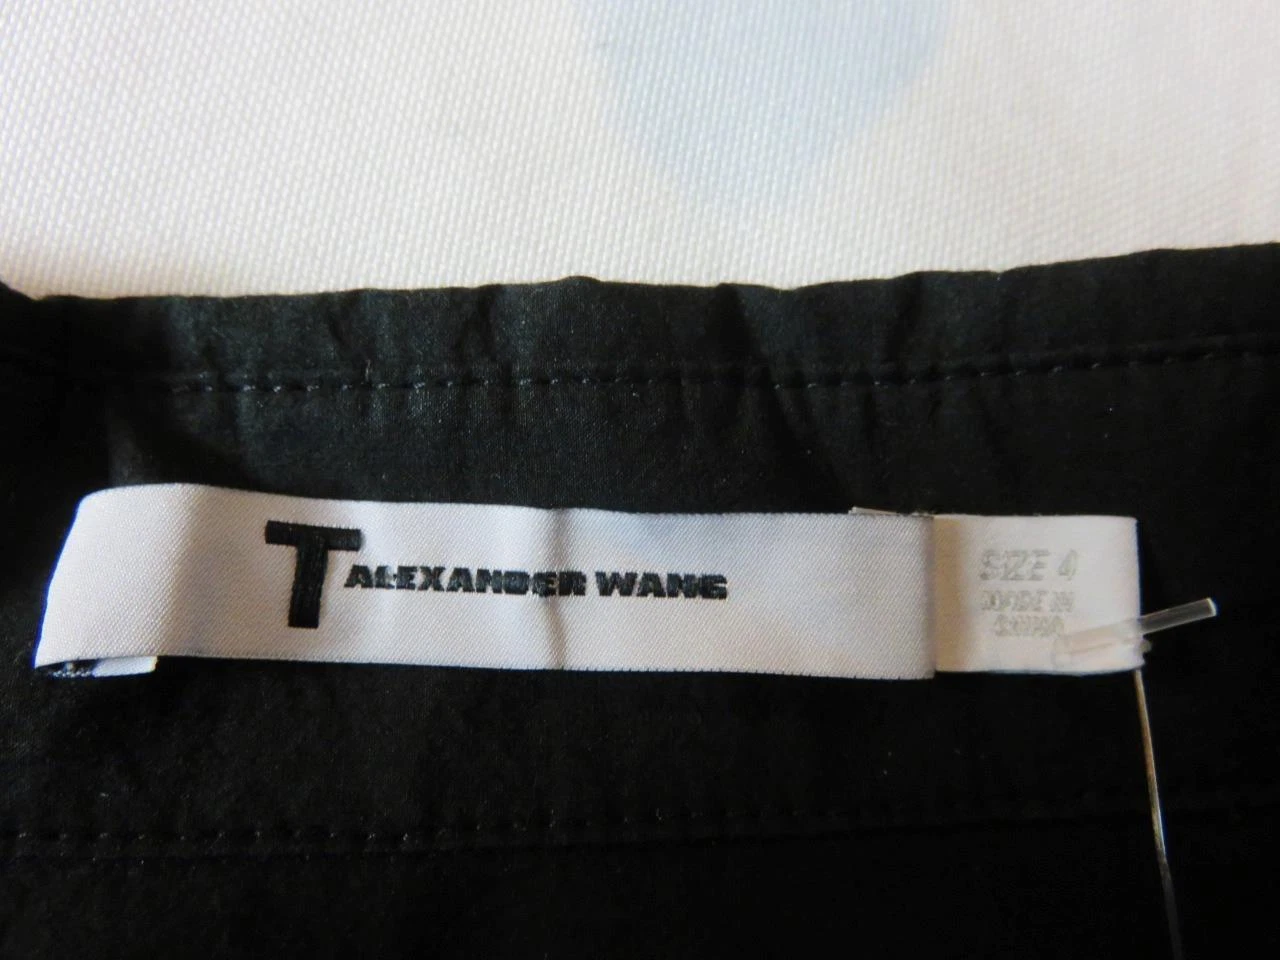 T ALEXANDER WANG
SIZE 4
MADE IN
CHINA